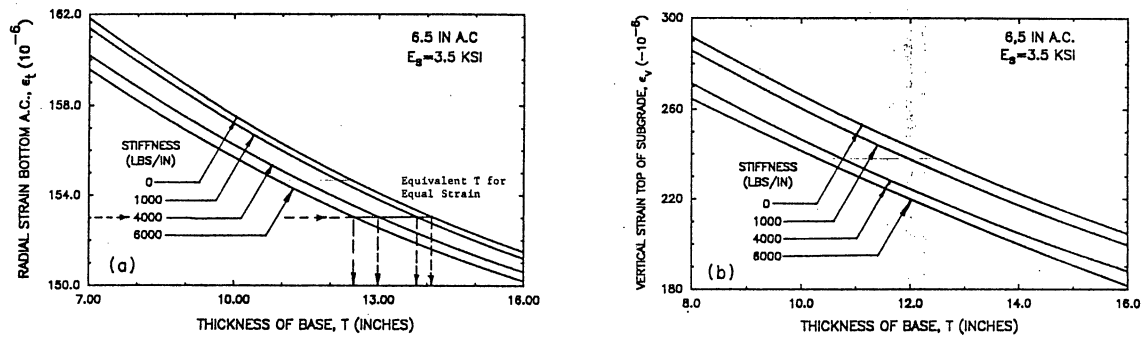 RADIAL STRAIN BOTTOM A.C., εt (10⁻⁶)
162.0
158.0
154.0
150.0
6.5 IN A.C
Es=3.5 KSI
STIFFNESS
(LBS/IN)
0
1000
4000
6000
Equivalent T for
Equal Strain
(a)
7.00
10.00
13.00
16.00
THICKNESS OF BASE, T (INCHES)
VERTICAL STRAIN TOP OF SUBGRADE, εv (-10⁻⁶)
300
260
220
180
6.5 IN A.C.
Es=3.5 KSI
STIFFNESS
(LBS/IN)
0
1000
4000
6000
(b)
8.0
10.0
12.0
14.0
16.0
THICKNESS OF BASE, T (INCHES)